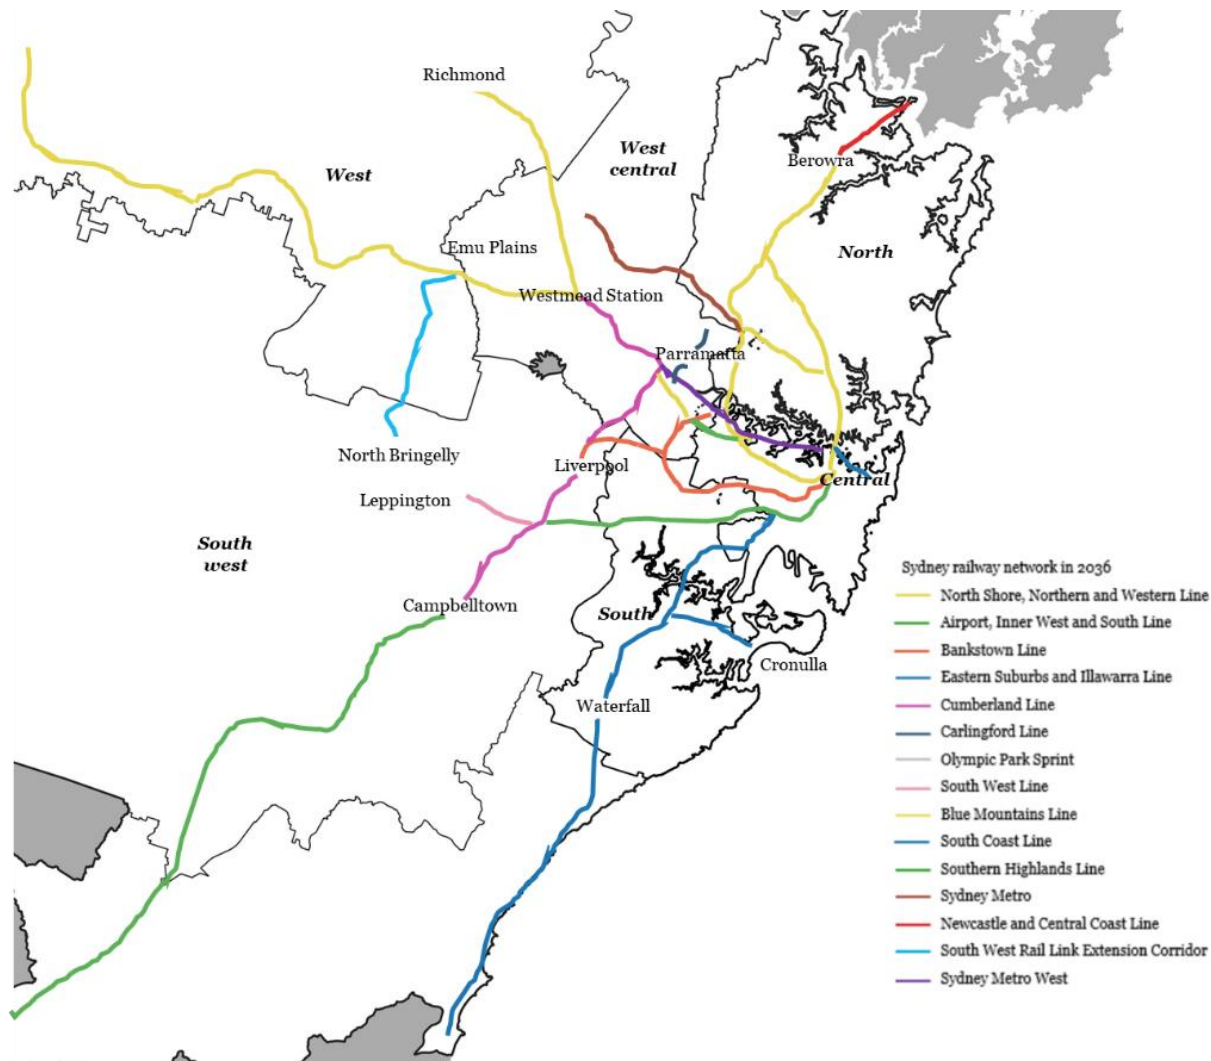 Richmond
West
central
Berowra
West
North
Emu Plains
Westmead Station
Parramatta
North Bringelly
Liverpool
Central
Leppington
South
west
Campbelltown
South
Cronulla
Waterfall
Sydney railway network in 2036
North Shore, Northern and Western Line
Airport, Inner West and South Line
Bankstown Line
Eastern Suburbs and Illawarra Line
Cumberland Line
Carlingford Line
Olympic Park Sprint
South West Line
Blue Mountains Line
South Coast Line
Southern Highlands Line
Sydney Metro
Newcastle and Central Coast Line
South West Rail Link Extension Corridor
Sydney Metro West